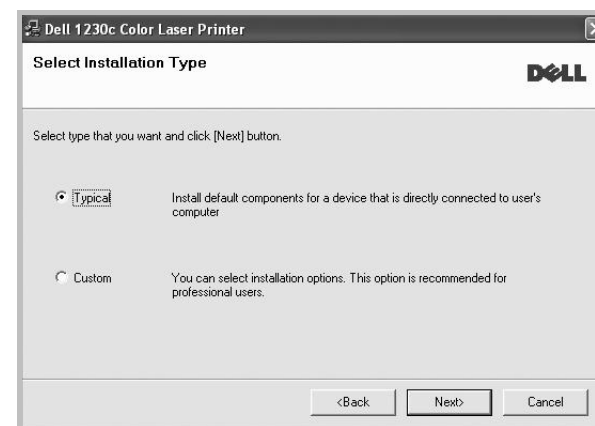 Dell 1230c Color Laser Printer
Select Installation Type
DELL
Select type that you want and click [Next] button.
Typical
Install default components for a device that is directly connected to user's
computer
Custom
You can select installation options. This option is recommended for
professional users.
<Back
Next>
Cancel